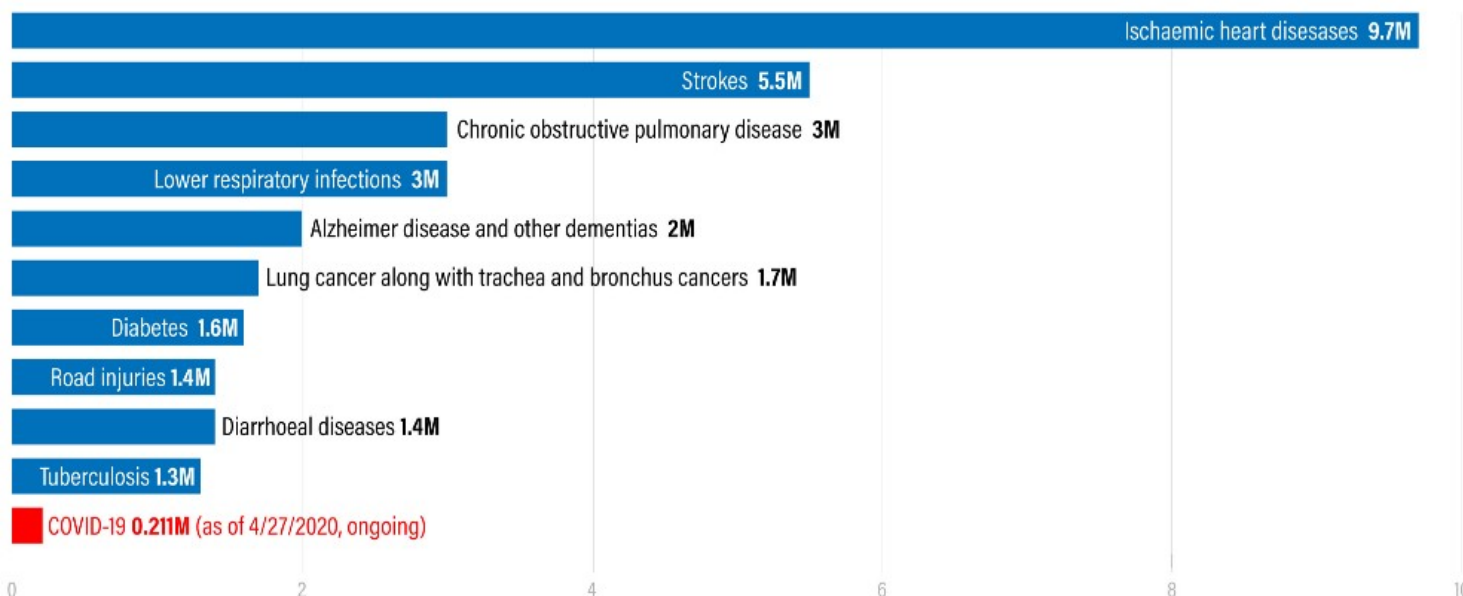 Ischaemic heart disesases 9.7M
Strokes 5.5M
Chronic obstructive pulmonary disease 3M
Lower respiratory infections 3M
Alzheimer disease and other dementias 2M
Lung cancer along with trachea and bronchus cancers 1.7M
Diabetes 1.6M
Road injuries 1.4M
Diarrhoeal diseases 1.4M
Tuberculosis 1.3M
COVID-19 0.211M (as of 4/27/2020, ongoing)
0 2 4 6 8 10